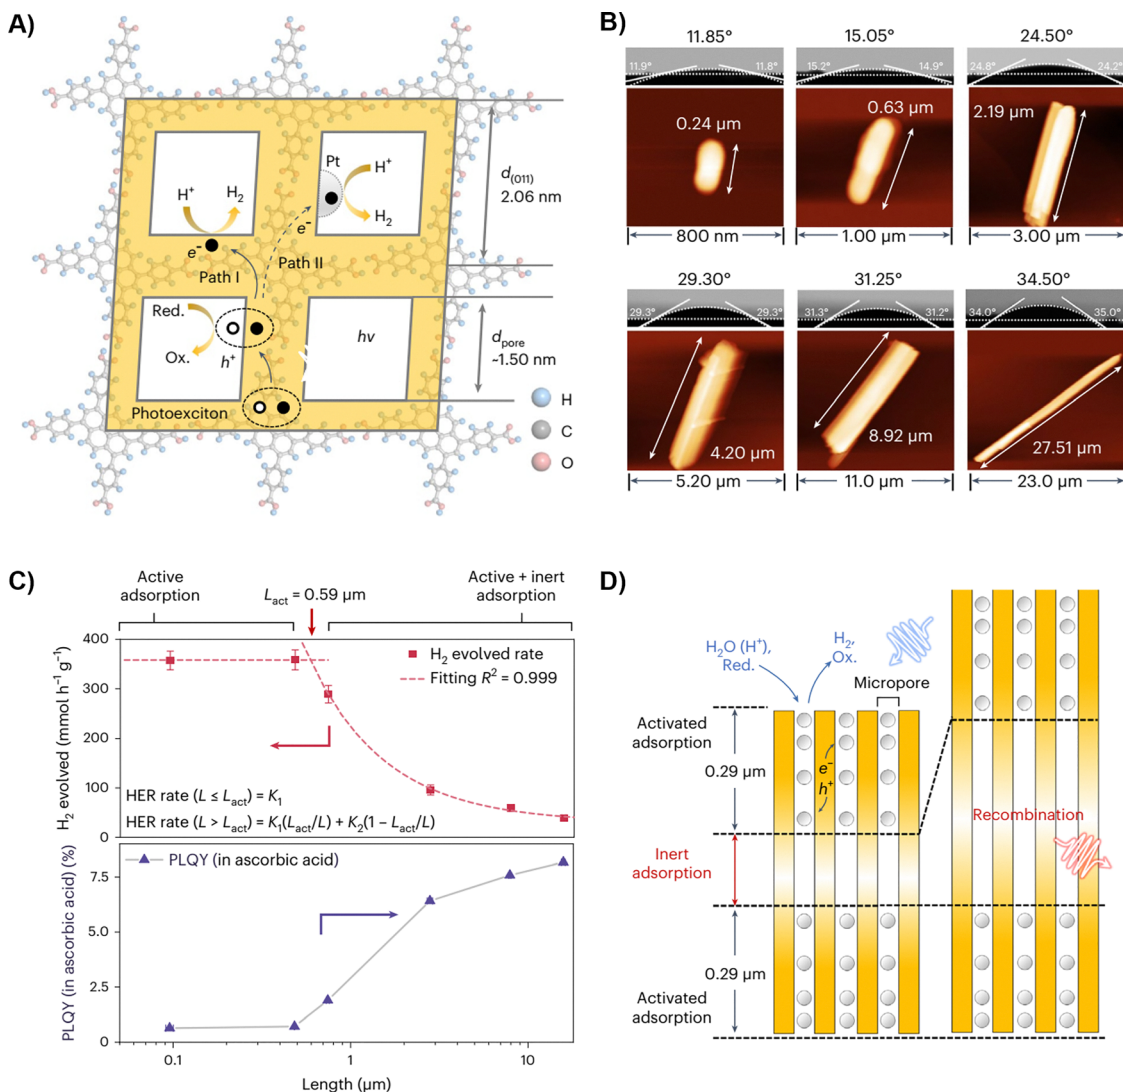 A)
d(011)
2.06 nm
Pt
H⁺
H₂
H⁺
H₂
e⁻
e⁻
Path I
Path II
Red.
Ox.
h⁺
hν
dpore
~1.50 nm
Photoexciton
H
C
O
B)
11.85° 15.05° 24.50°
11.9° 11.8° 15.2° 14.9° 24.8° 24.2°
0.24 μm 0.63 μm 2.19 μm
800 nm 1.00 μm 3.00 μm
29.30° 31.25° 34.50°
29.3° 29.3° 31.3° 31.2° 34.0° 35.0°
4.20 μm 8.92 μm 27.51 μm
5.20 μm 11.0 μm 23.0 μm
C)
Active
adsorption
Lact = 0.59 μm
Active + inert
adsorption
H₂ evolved (mmol h⁻¹ g⁻¹)
400
300
200
100
0
H₂ evolved rate
Fitting R² = 0.999
HER rate (L ≤ Lact) = K₁
HER rate (L > Lact) = K₁(Lact/L) + K₂(1 − Lact/L)
PLQY (in ascorbic acid) (%)
7.5
5.0
2.5
0
PLQY (in ascorbic acid)
0.1 1 10
Length (μm)
D)
H₂O (H⁺),
Red.
H₂,
Ox.
Micropore
Activated
adsorption
0.29 μm
e⁻
h⁺
Inert
adsorption
Recombination
0.29 μm
Activated
adsorption